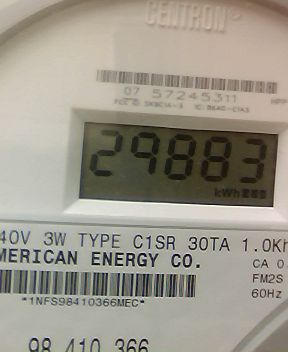 CENTRON®
07 57245311
29883
kWh
40V 3W TYPE C1SR 30TA 1.0Kh
MERICAN ENERGY CO.
CA 0.
FM2S
60Hz
*1NFS98410366MEC*
98 410 366